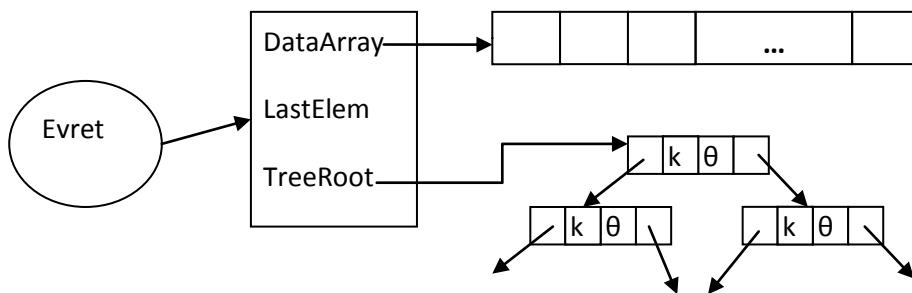 DataArray
...
LastElem
Evret
TreeRoot
k θ
k θ
k θ